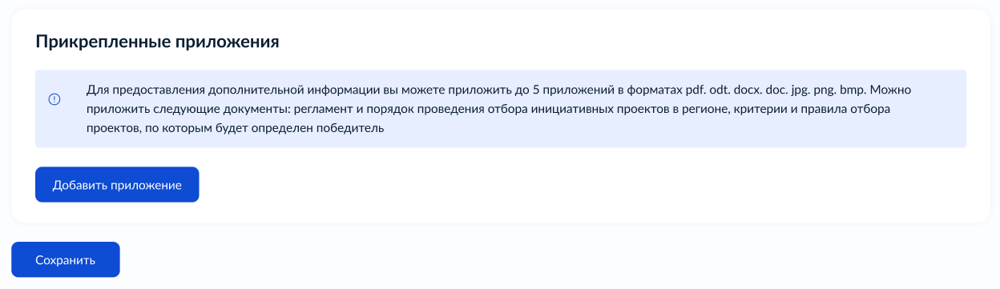 Прикрепленные приложения
Для предоставления дополнительной информации вы можете приложить до 5 приложений в форматах pdf. odt. docx. doc. jpg. png. bmp. Можно
приложить следующие документы: регламент и порядок проведения отбора инициативных проектов в регионе, критерии и правила отбора
проектов, по которым будет определен победитель
Добавить приложение
Сохранить